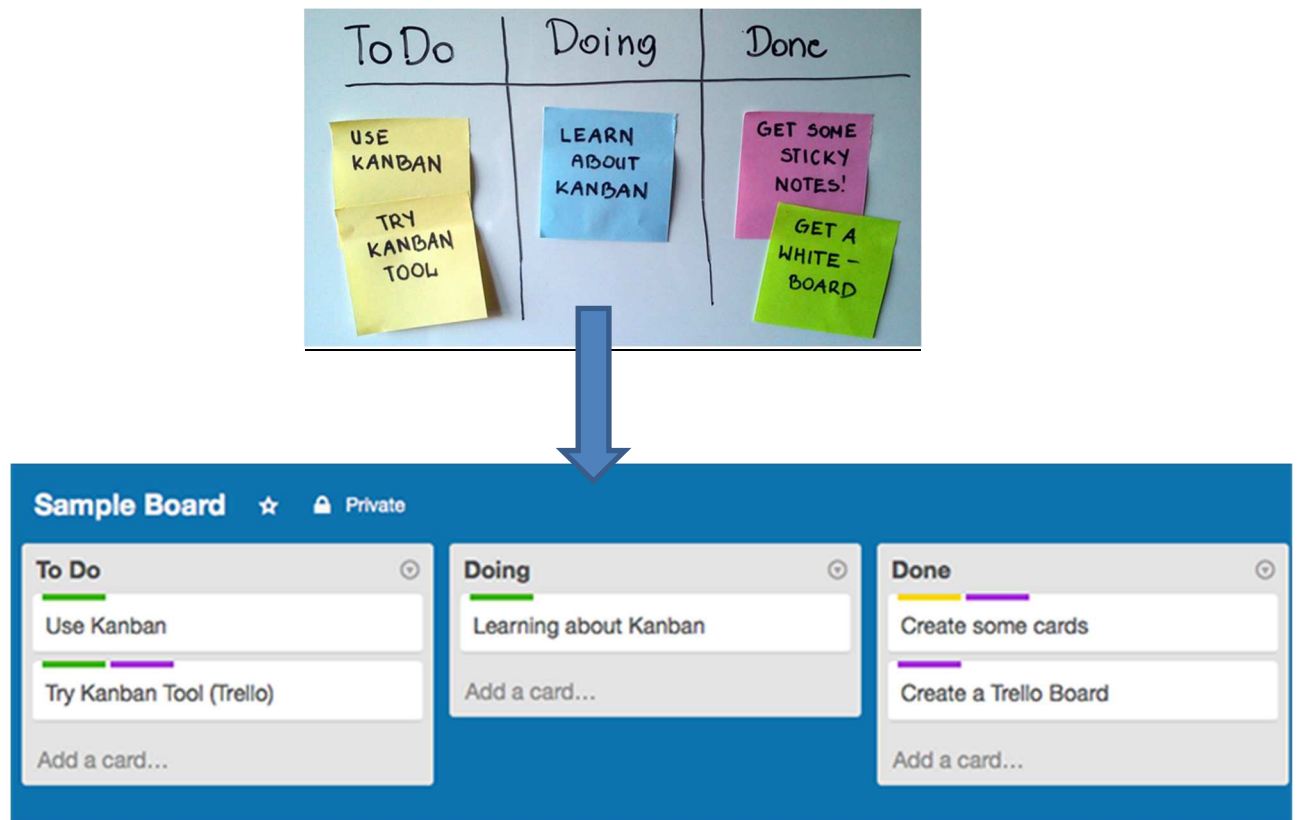 To Do
Doing
Done
USE
KANBAN
TRY
KANBAN
TOOL
LEARN
ABOUT
KANBAN
GET SOME
STICKY
NOTES!
GET A
WHITE-
BOARD
Sample Board
Private
To Do
Use Kanban
Try Kanban Tool (Trello)
Add a card...
Doing
Learning about Kanban
Add a card...
Done
Create some cards
Create a Trello Board
Add a card...